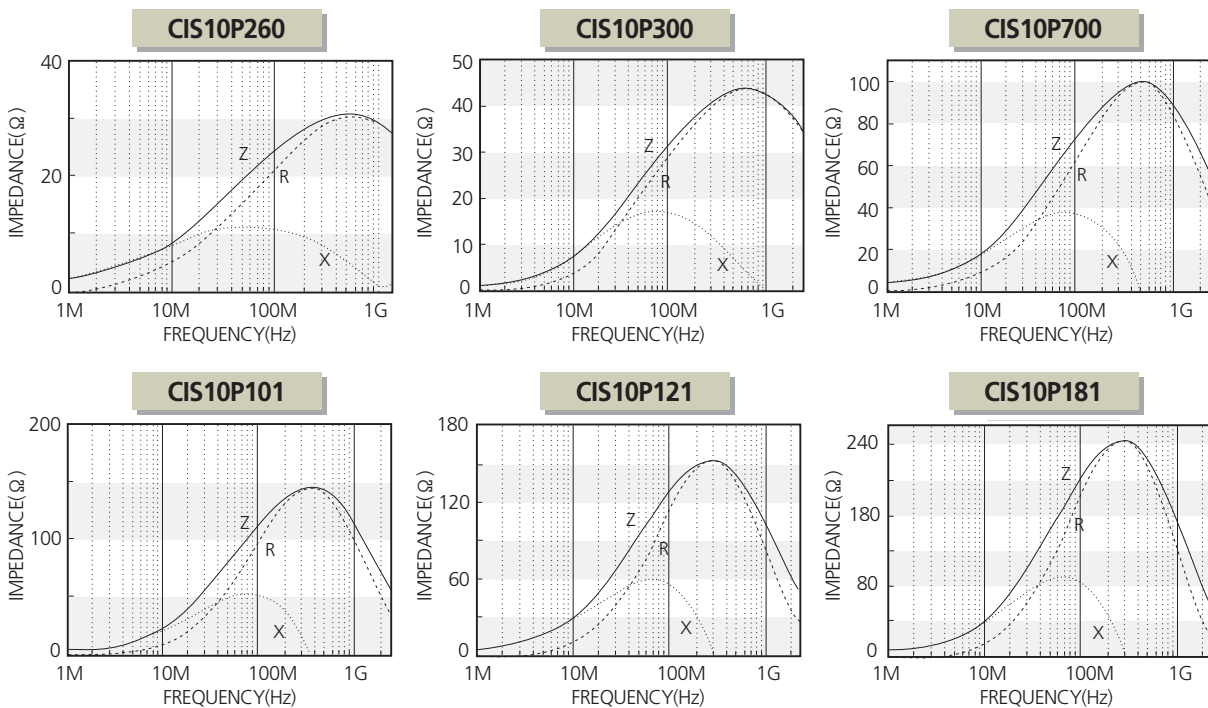 CIS10P260
CIS10P300
CIS10P700
IMPEDANCE(Ω)
40
20
0
Z
R
X
1M 10M 100M 1G
FREQUENCY(Hz)
IMPEDANCE(Ω)
50
40
30
20
10
0
Z
R
X
1M 10M 100M 1G
FREQUENCY(Hz)
IMPEDANCE(Ω)
100
80
60
40
20
0
Z
R
X
1M 10M 100M 1G
FREQUENCY(Hz)
CIS10P101
CIS10P121
CIS10P181
IMPEDANCE(Ω)
200
100
0
Z
R
X
1M 10M 100M 1G
FREQUENCY(Hz)
IMPEDANCE(Ω)
180
120
60
0
Z
R
X
1M 10M 100M 1G
FREQUENCY(Hz)
IMPEDANCE(Ω)
240
180
80
0
Z
R
X
1M 10M 100M 1G
FREQUENCY(Hz)